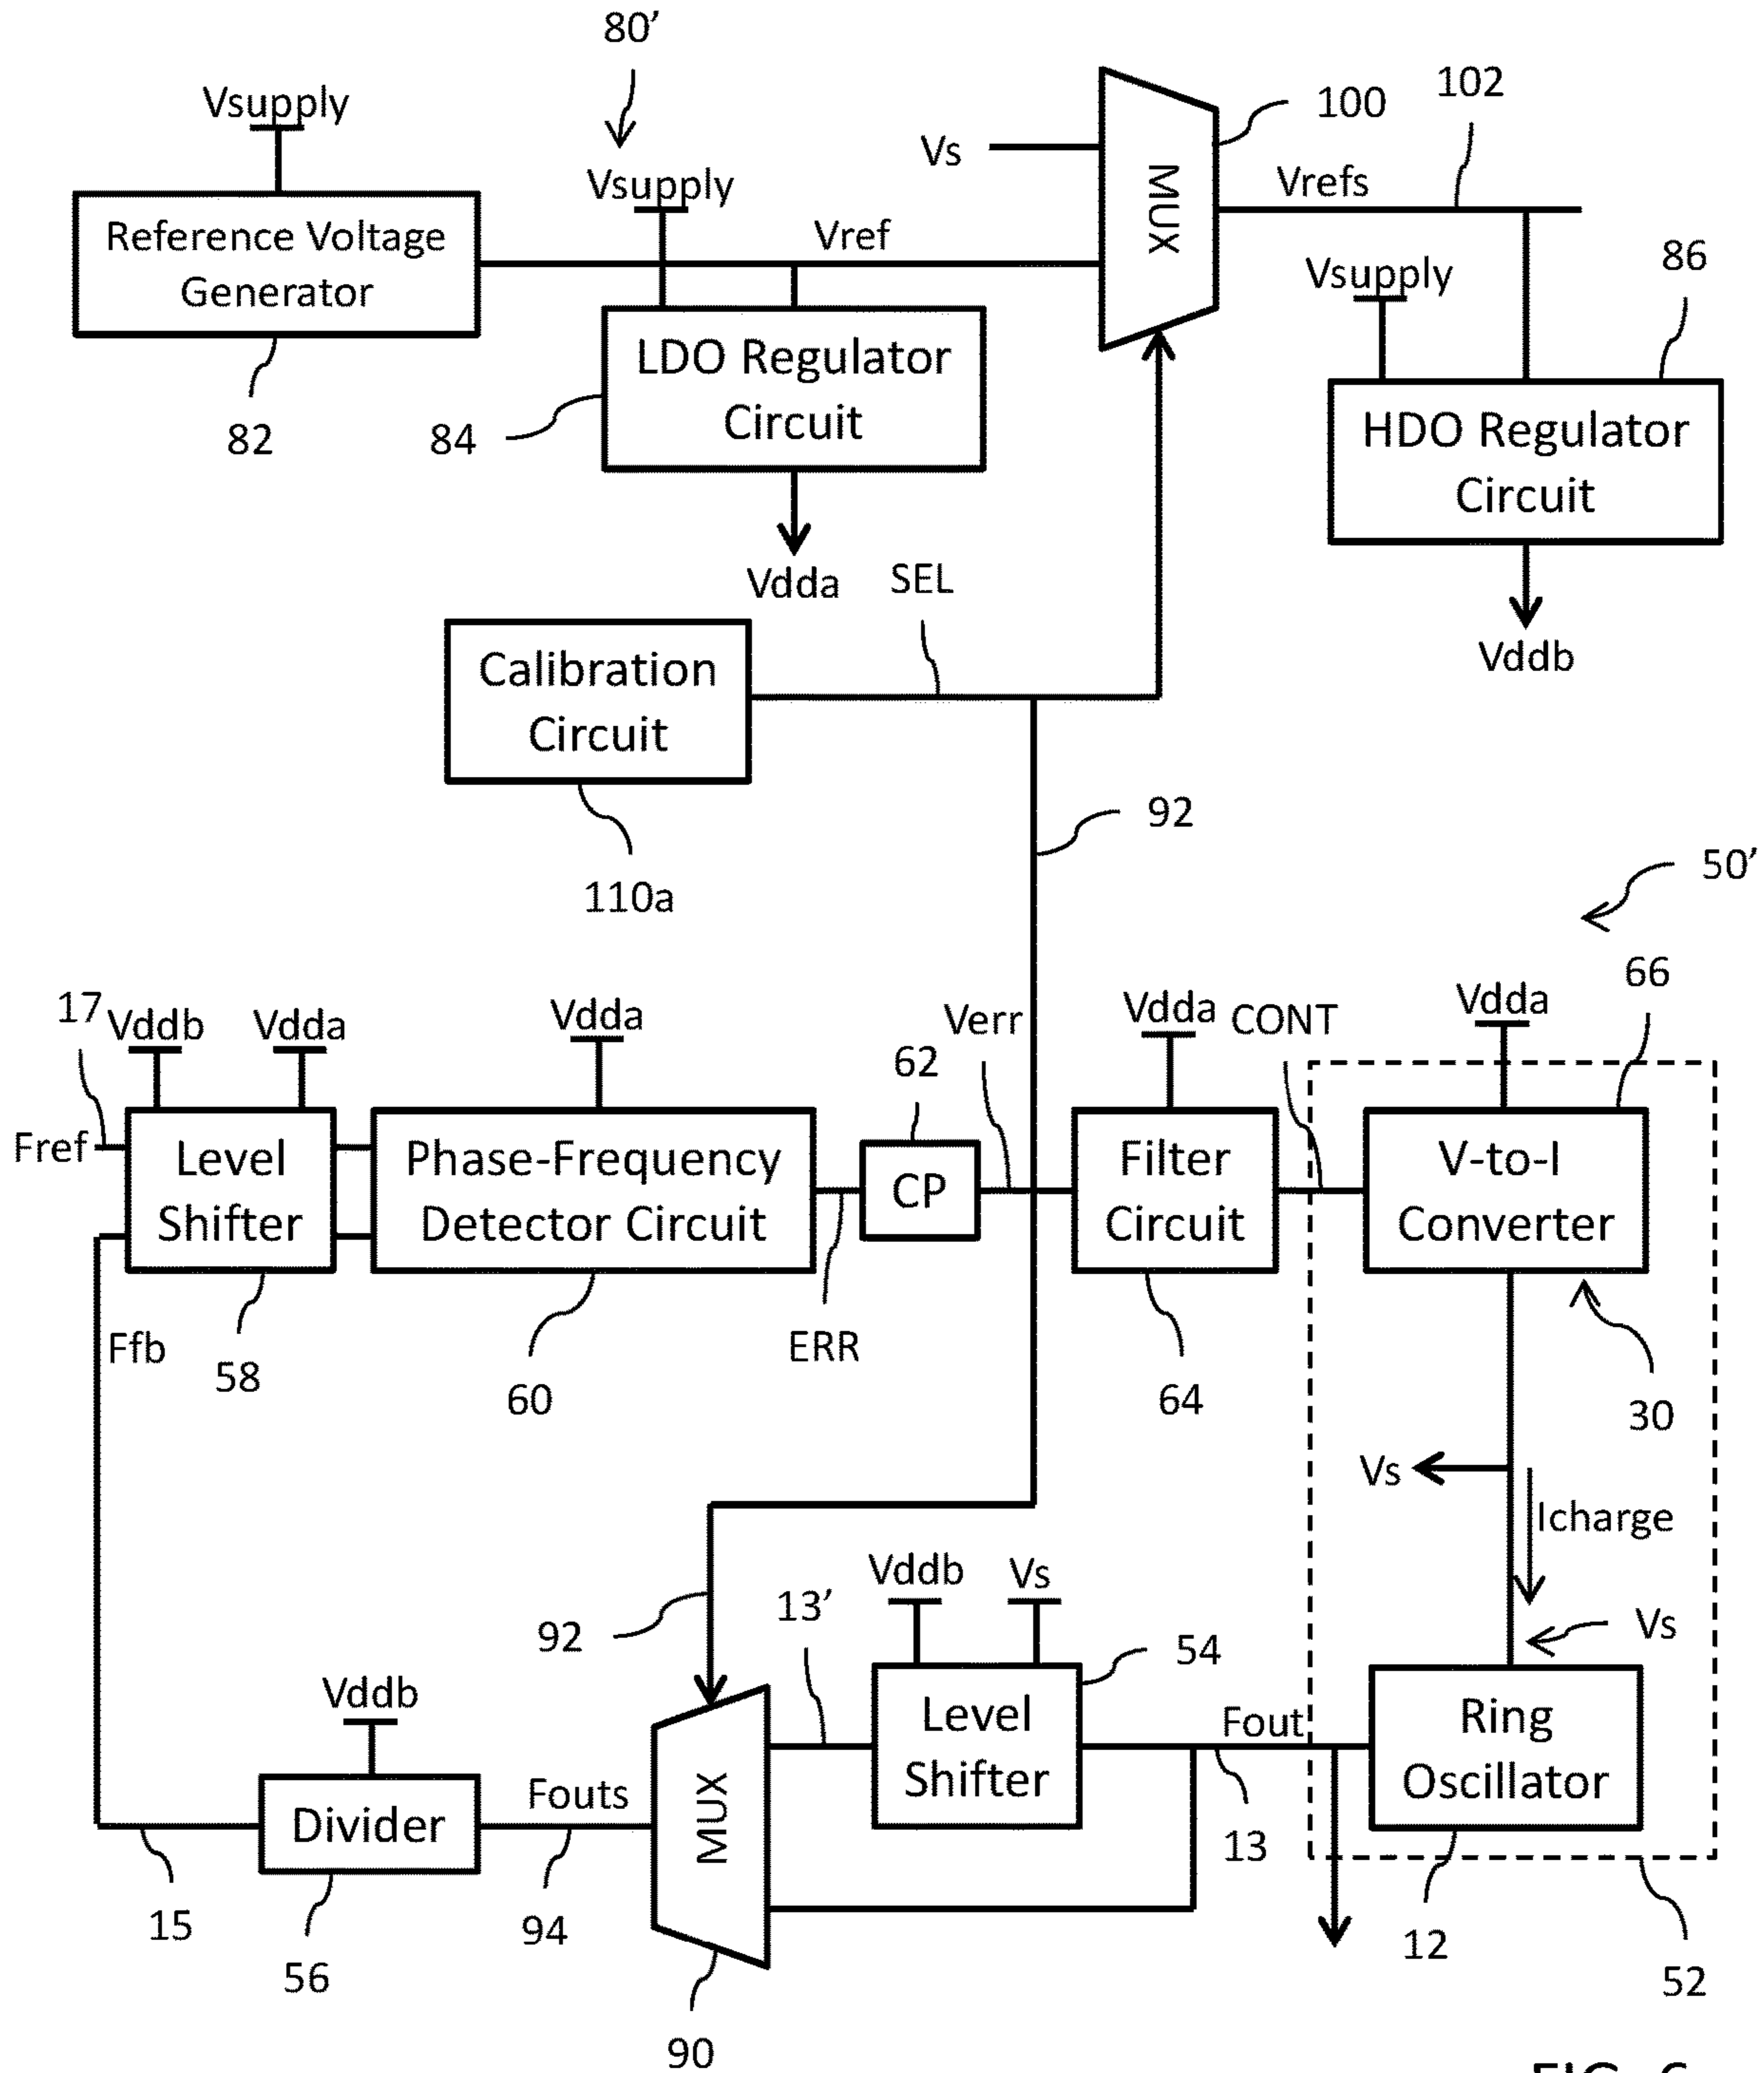 80’
Vsupply
Vsupply
Vs
100
102
MUX
Vrefs
Reference Voltage
Generator
Vref
Vsupply
86
82
LDO Regulator
Circuit
84
HDO Regulator
Circuit
Vdda
SEL
Vddb
Calibration
Circuit
110a
92
50’
66
17
Vddb
Vdda
Vdda
Verr
62
Vdda
CONT
Vdda
Fref
Level
Shifter
Phase-Frequency
Detector Circuit
CP
Filter
Circuit
V-to-I
Converter
Ffb
58
60
ERR
64
30
Vs
Icharge
92
13’
Vddb
Vs
54
Vs
Vddb
Level
Shifter
Fout
Ring
Oscillator
Divider
Fouts
MUX
13
15
56
94
12
52
90